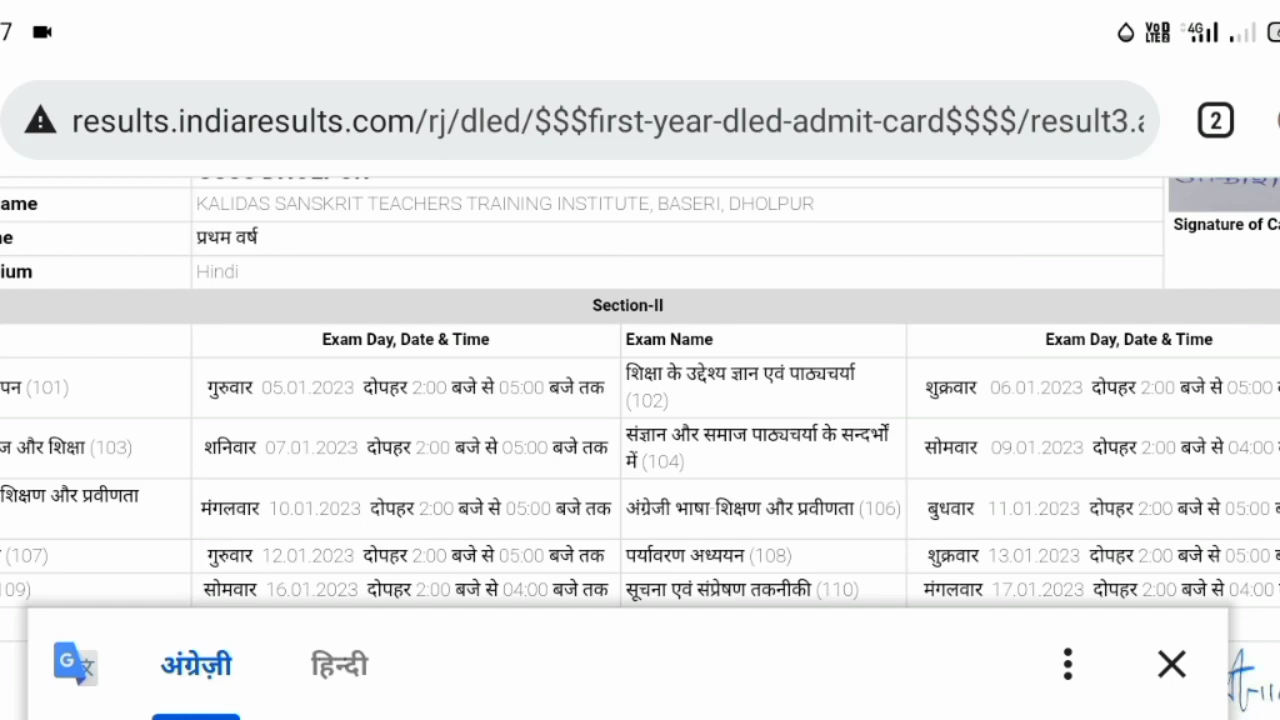 7
VoD
LTE2 4G
results.indiaresults.com/rj/dled/$$$first-year-dled-admit-card$$$$/result3.a
2
ame KALIDAS SANSKRIT TEACHERS TRAINING INSTITUTE, BASERI, DHOLPUR
Signature of Ca
e प्रथम वर्ष
ium Hindi
Section-II
Exam Day, Date & Time Exam Name Exam Day, Date & Time
पन (101) गुरुवार 05.01.2023 दोपहर 2:00 बजे से 05:00 बजे तक शिक्षा के उद्देश्य ज्ञान एवं पाठ्यचर्या
(102) शुक्रवार 06.01.2023 दोपहर 2:00 बजे से 05:00
ज और शिक्षा (103) शनिवार 07.01.2023 दोपहर 2:00 बजे से 05:00 बजे तक संज्ञान और समाज पाठ्यचर्या के सन्दर्भों
में (104) सोमवार 09.01.2023 दोपहर 2:00 बजे से 04:00
शिक्षण और प्रवीणता मंगलवार 10.01.2023 दोपहर 2:00 बजे से 05:00 बजे तक अंग्रेजी भाषा-शिक्षण और प्रवीणता (106) बुधवार 11.01.2023 दोपहर 2:00 बजे से 05:00
(107) गुरुवार 12.01.2023 दोपहर 2:00 बजे से 05:00 बजे तक पर्यावरण अध्ययन (108) शुक्रवार 13.01.2023 दोपहर 2:00 बजे से 05:00
09) सोमवार 16.01.2023 दोपहर 2:00 बजे से 04:00 बजे तक सूचना एवं संप्रेषण तकनीकी (110) मंगलवार 17.01.2023 दोपहर 2:00 बजे से 04:00
अंग्रेज़ी हिन्दी